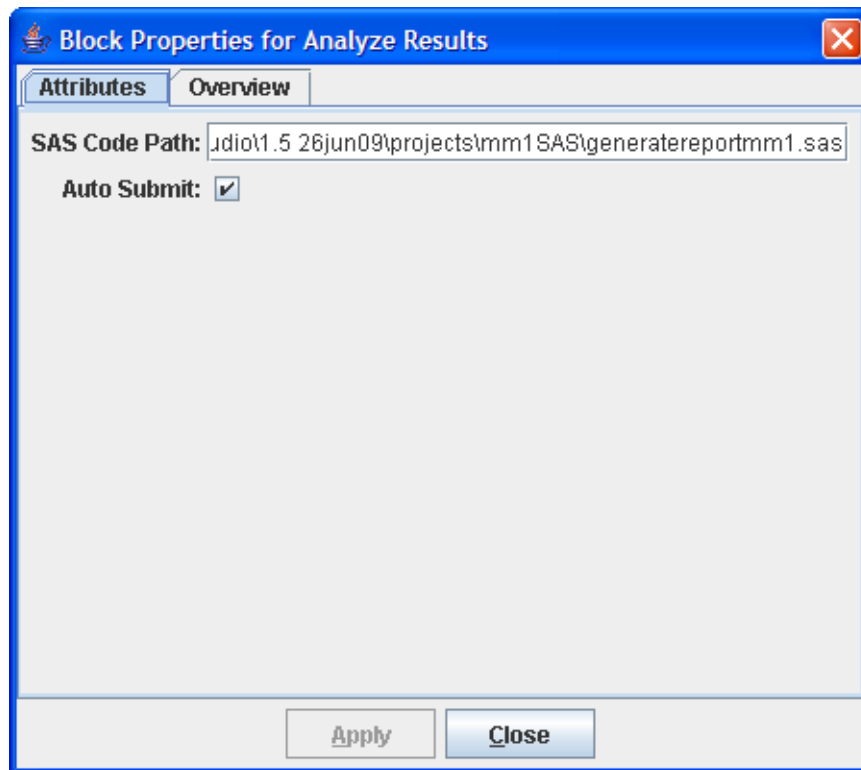 Block Properties for Analyze Results
Attributes Overview
SAS Code Path: udio\1.5 26jun09\projects\mm1SAS\generatereportmm1.sas
Auto Submit:
Apply Close